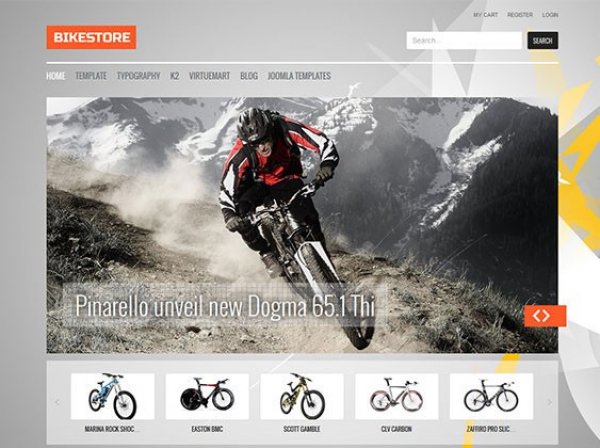 MY CART REGISTER LOGIN
BIKESTORE
Search... SEARCH
HOME TEMPLATE TYPOGRAPHY K2 VIRTUEMART BLOG JOOMLA TEMPLATES
Pinarello unveil new Dogma 65.1 Thi
MARINA ROCK SHOC... EASTON BMC SCOTT GAMBLE CLV CARBON ZAFFIRO PRO SLIC...